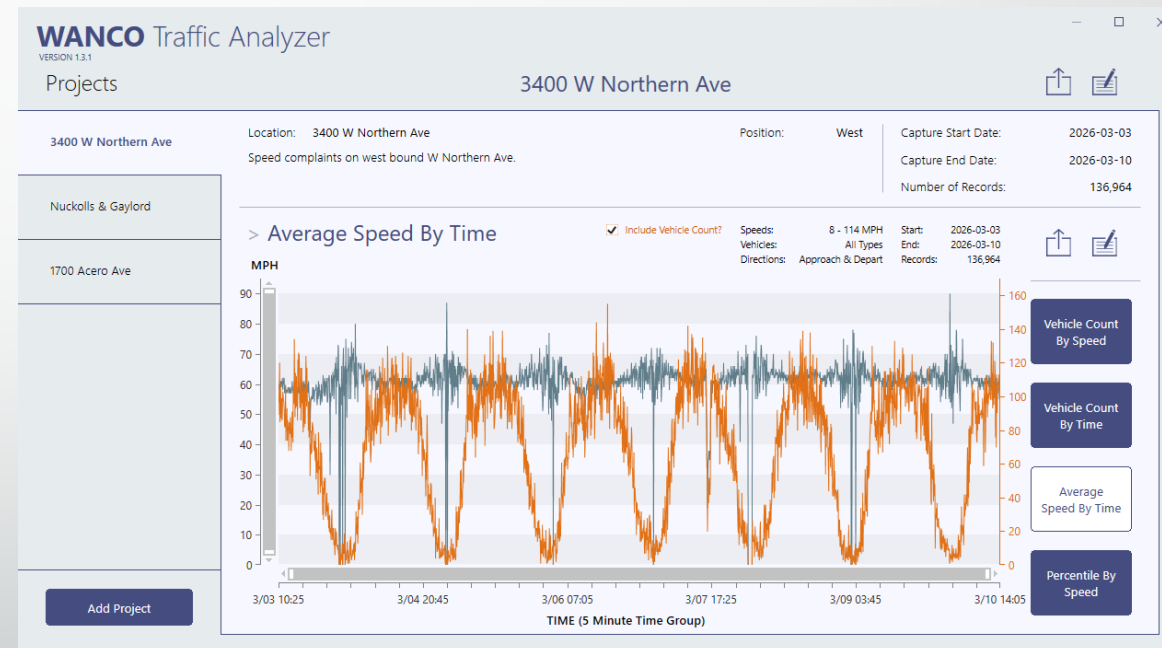 WANCO Traffic Analyzer
VERSION 1.3.1
Projects
3400 W Northern Ave
3400 W Northern Ave
Nuckolls & Gaylord
1700 Acero Ave
Add Project
Location: 3400 W Northern Ave
Speed complaints on west bound W Northern Ave.
Position: West
Capture Start Date: 2026-03-03
Capture End Date: 2026-03-10
Number of Records: 136,964
> Average Speed By Time
Include Vehicle Count?
Speeds: 8 - 114 MPH
Vehicles: All Types
Directions: Approach & Depart
Start: 2026-03-03
End: 2026-03-10
Records: 136,964
MPH
90
80
70
60
50
40
30
20
10
0
160
140
120
100
80
60
40
20
0
3/03 10:25 3/04 20:45 3/06 07:05 3/07 17:25 3/09 03:45 3/10 14:05
TIME (5 Minute Time Group)
Vehicle Count
By Speed
Vehicle Count
By Time
Average
Speed By Time
Percentile By
Speed